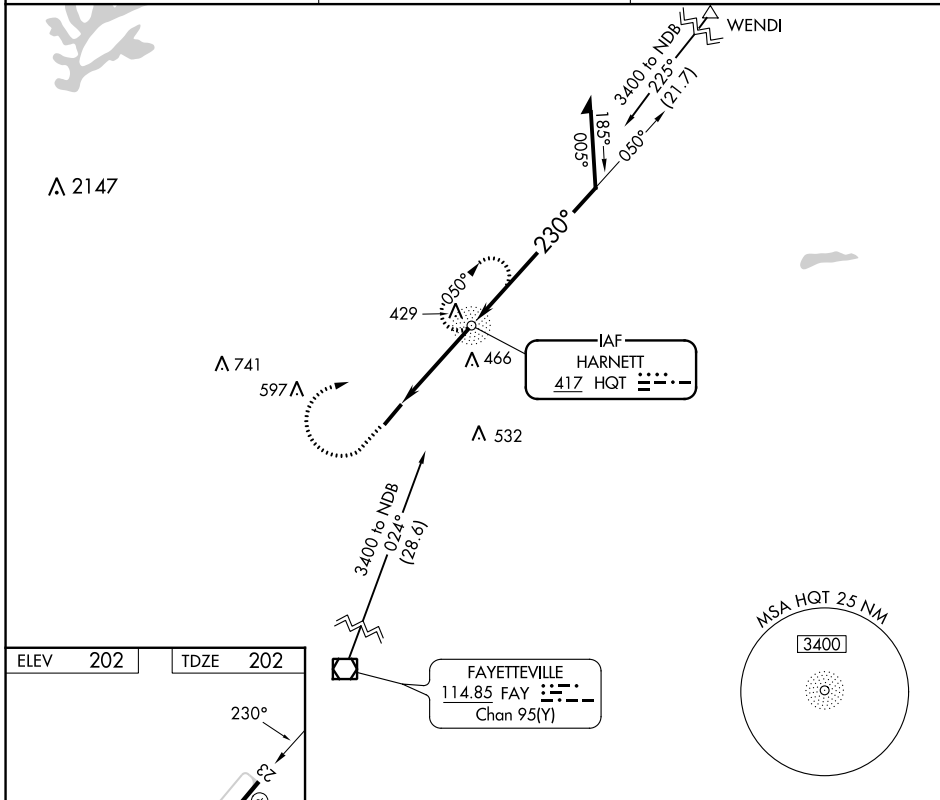 WENDI
3400 to NDB
225°
(21.7)
185°
005°
050°
2147
230°
050°
429
IAF
HARNETT
417 HQT
466
741
597
532
3400 to NDB
024°
(28.6)
MSA HQT 25 NM
3400
ELEV 202
TDZE 202
FAYETTEVILLE
114.85 FAY
Chan 95(Y)
230°
23